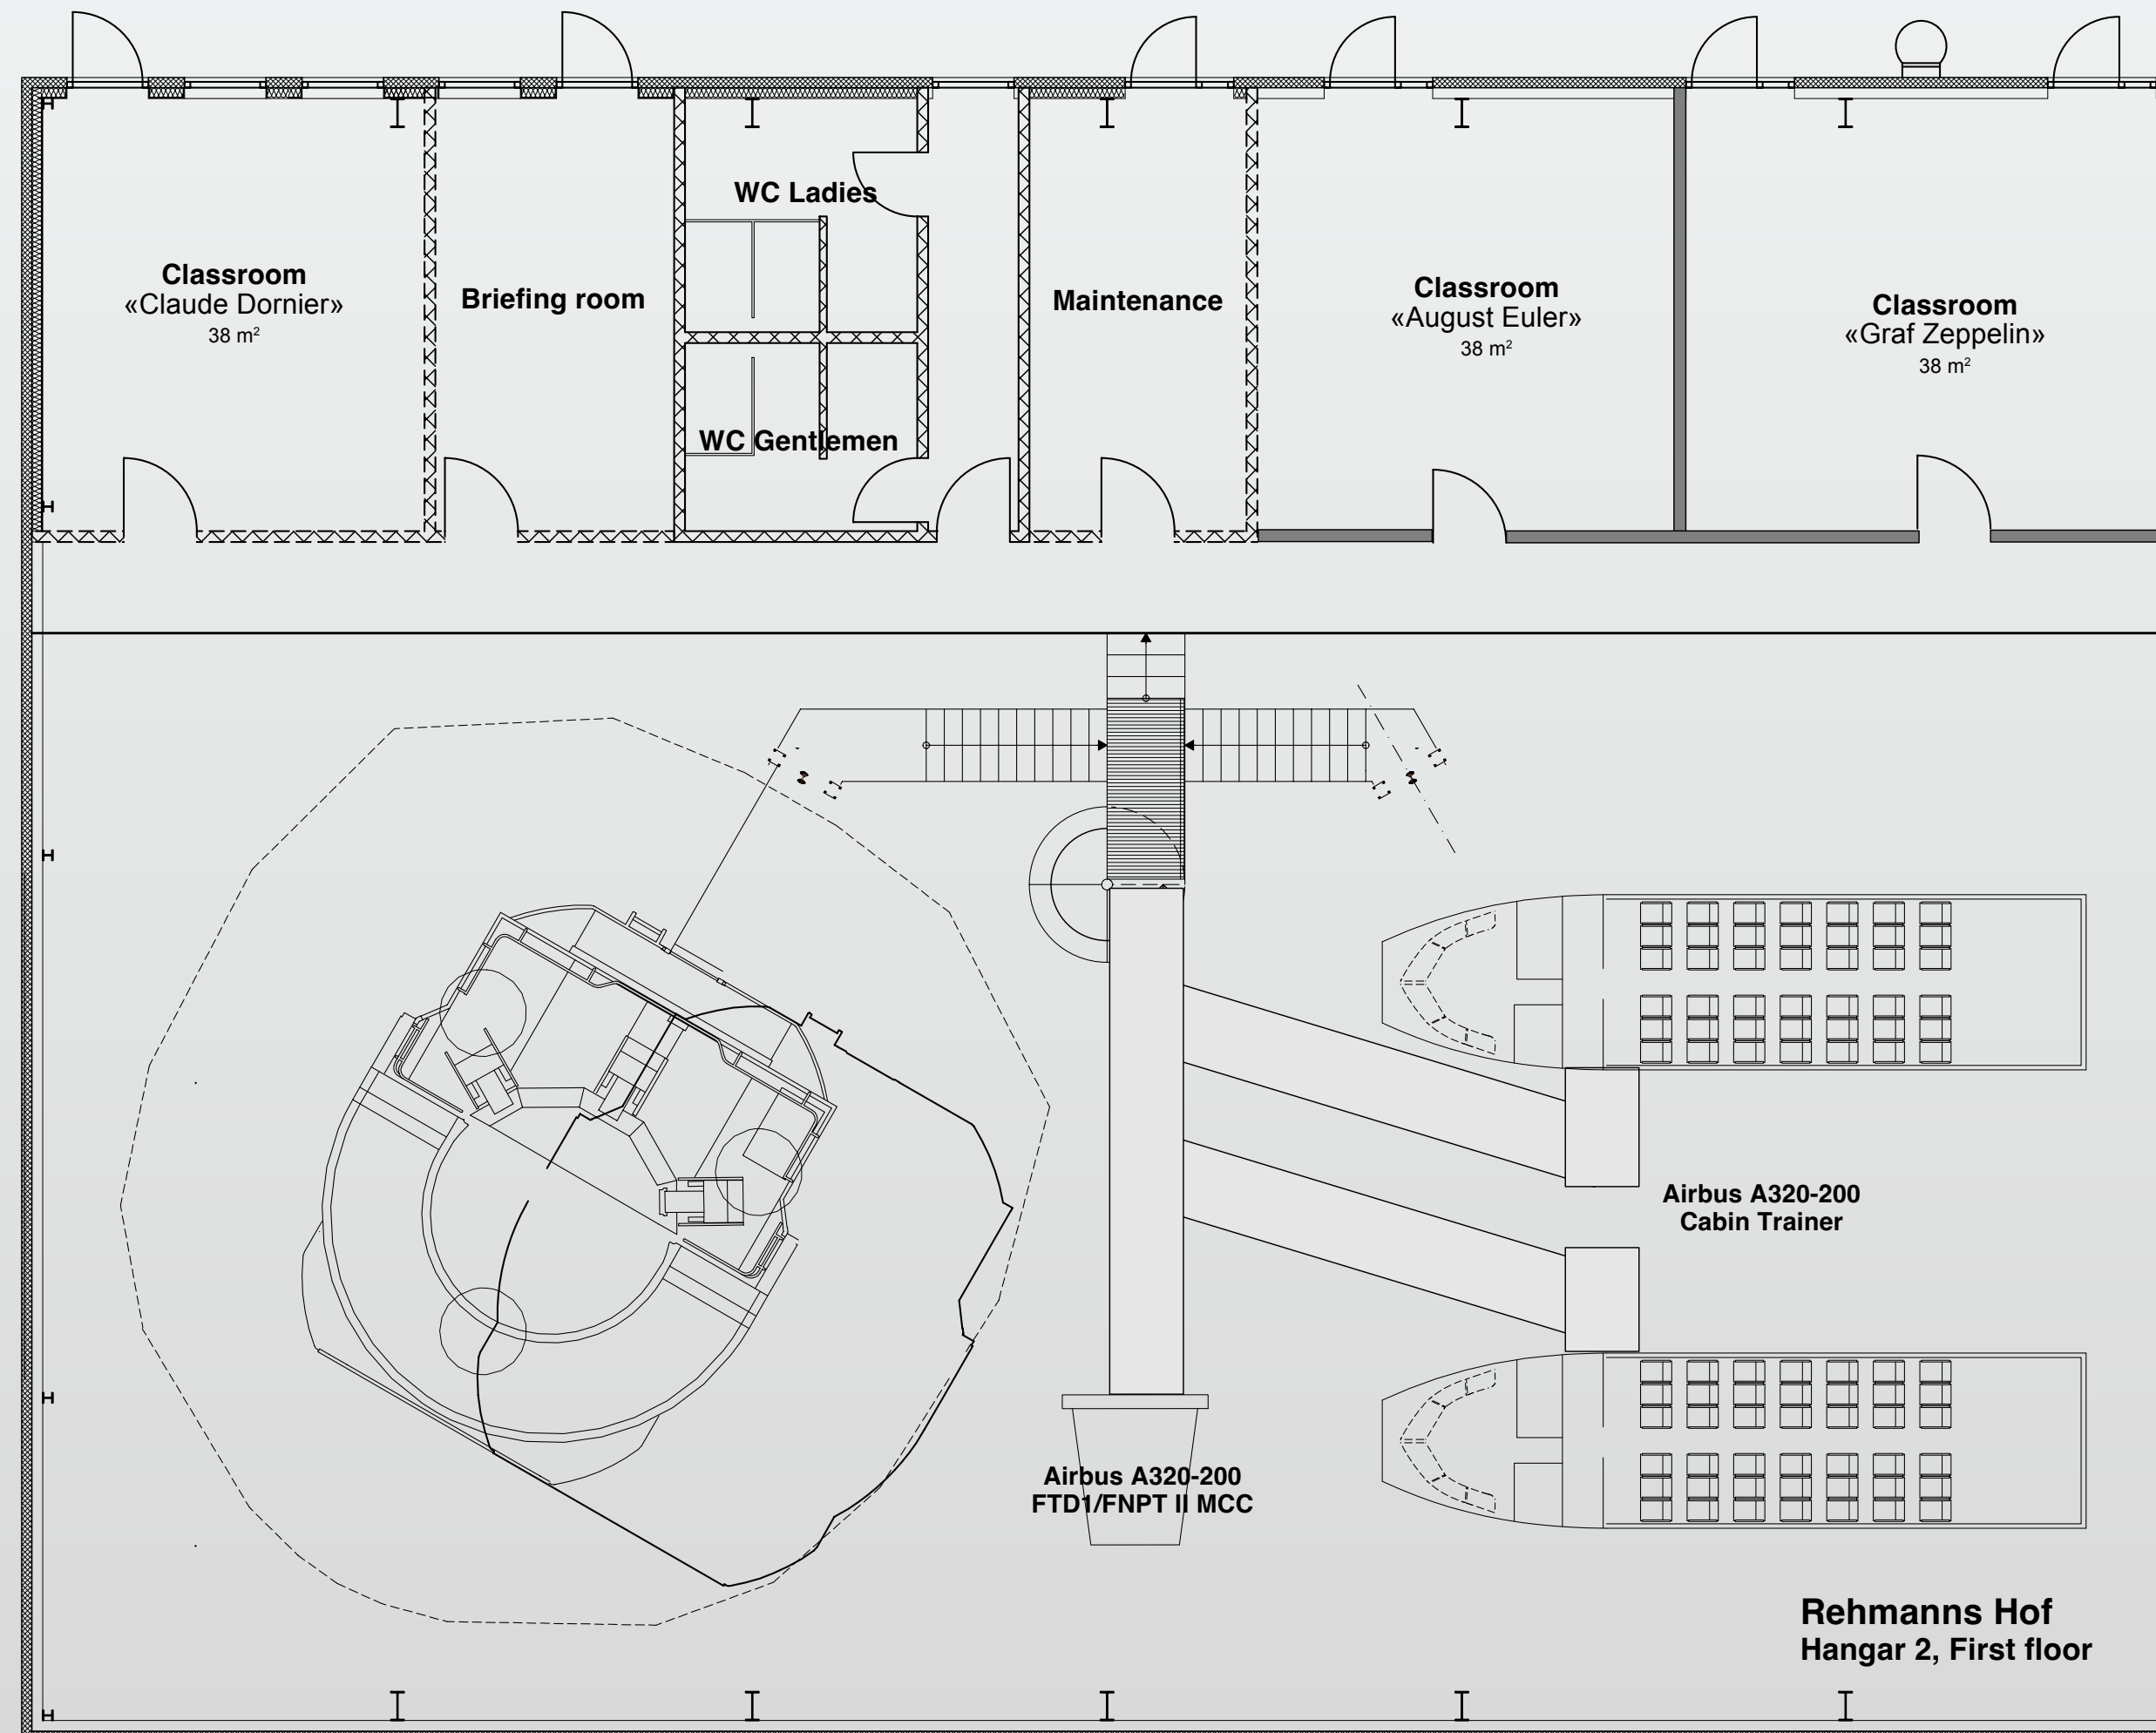 WC Ladies
Classroom
«Claude Dornier»
38 m²
Briefing room
Maintenance
Classroom
«August Euler»
38 m²
Classroom
«Graf Zeppelin»
38 m²
WC Gentlemen
Airbus A320-200
Cabin Trainer
Airbus A320-200
FTD1/FNPT II MCC
Rehmanns Hof
Hangar 2, First floor